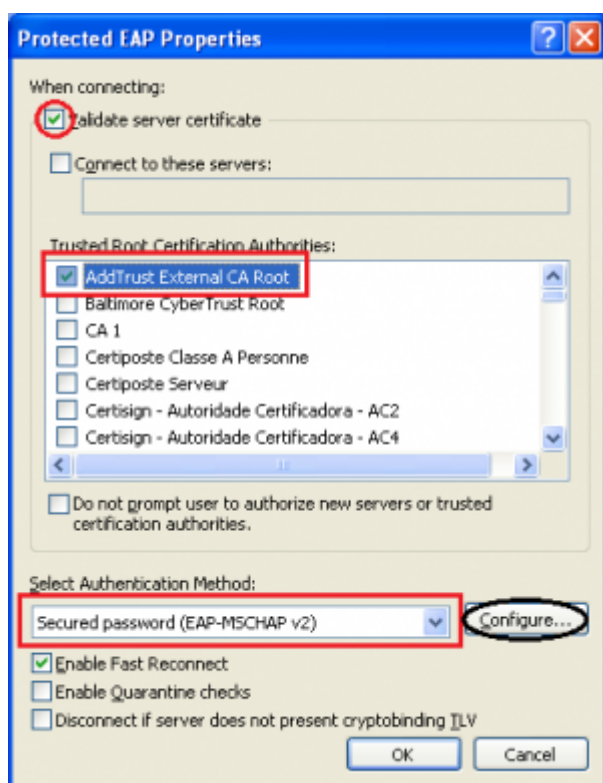 Protected EAP Properties
When connecting:
Validate server certificate
Connect to these servers:
Trusted Root Certification Authorities:
AddTrust External CA Root
Baltimore CyberTrust Root
CA 1
Certiposte Classe A Personne
Certiposte Serveur
Certisign - Autoridade Certificadora - AC2
Certisign - Autoridade Certificadora - AC4
Do not prompt user to authorize new servers or trusted
certification authorities.
Select Authentication Method:
Secured password (EAP-MSCHAP v2)
Configure...
Enable Fast Reconnect
Enable Quarantine checks
Disconnect if server does not present cryptobinding TLV
OK
Cancel